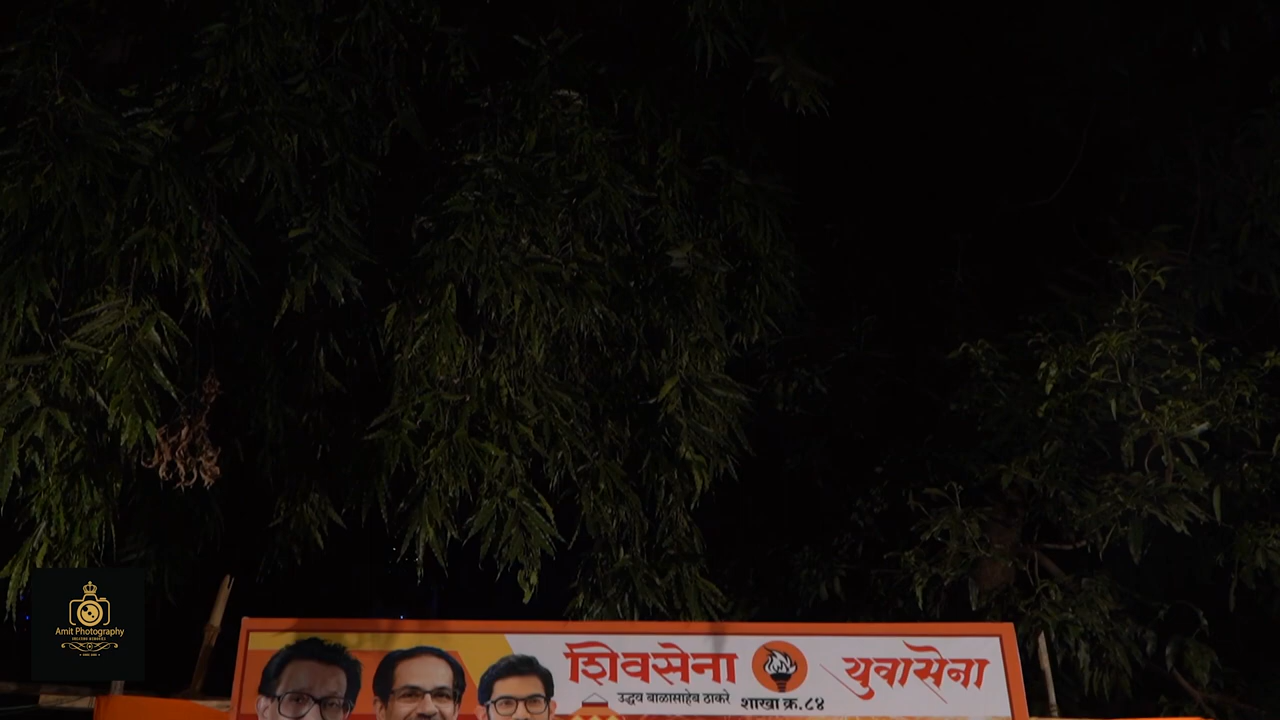 शिवसेना
उद्धव बाळासाहेब ठाकरे
शाखा क्र. ८४
युवासेना
Amit Photography